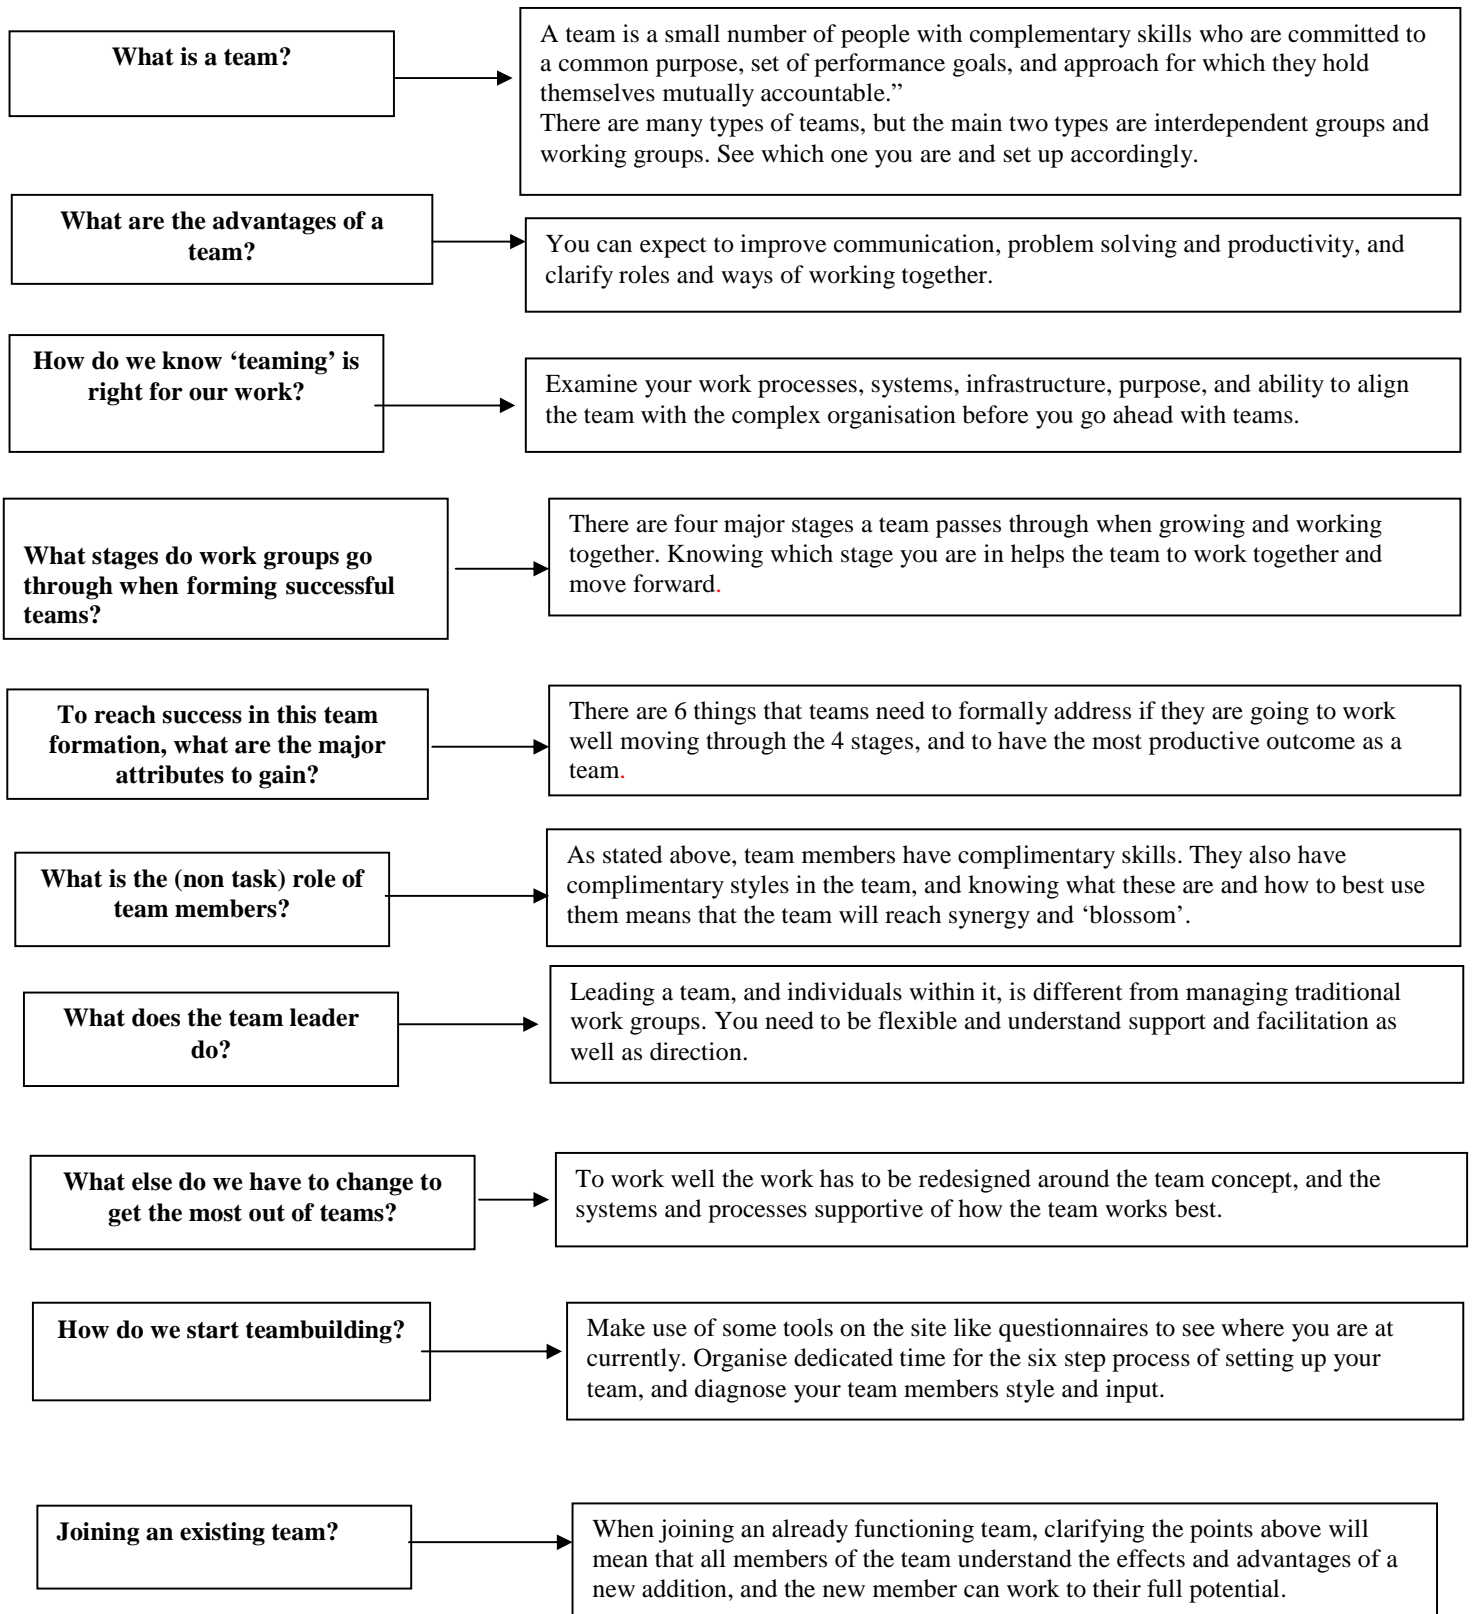 What is a team?
A team is a small number of people with complementary skills who are committed to
a common purpose, set of performance goals, and approach for which they hold
themselves mutually accountable.”
There are many types of teams, but the main two types are interdependent groups and
working groups. See which one you are and set up accordingly.
What are the advantages of a
team?
You can expect to improve communication, problem solving and productivity, and
clarify roles and ways of working together.
How do we know ‘teaming’ is
right for our work?
Examine your work processes, systems, infrastructure, purpose, and ability to align
the team with the complex organisation before you go ahead with teams.
What stages do work groups go
through when forming successful
teams?
There are four major stages a team passes through when growing and working
together. Knowing which stage you are in helps the team to work together and
move forward.
To reach success in this team
formation, what are the major
attributes to gain?
There are 6 things that teams need to formally address if they are going to work
well moving through the 4 stages, and to have the most productive outcome as a
team.
What is the (non task) role of
team members?
As stated above, team members have complimentary skills. They also have
complimentary styles in the team, and knowing what these are and how to best use
them means that the team will reach synergy and ‘blossom’.
What does the team leader
do?
Leading a team, and individuals within it, is different from managing traditional
work groups. You need to be flexible and understand support and facilitation as
well as direction.
What else do we have to change to
get the most out of teams?
To work well the work has to be redesigned around the team concept, and the
systems and processes supportive of how the team works best.
How do we start teambuilding?
Make use of some tools on the site like questionnaires to see where you are at
currently. Organise dedicated time for the six step process of setting up your
team, and diagnose your team members style and input.
Joining an existing team?
When joining an already functioning team, clarifying the points above will
mean that all members of the team understand the effects and advantages of a
new addition, and the new member can work to their full potential.